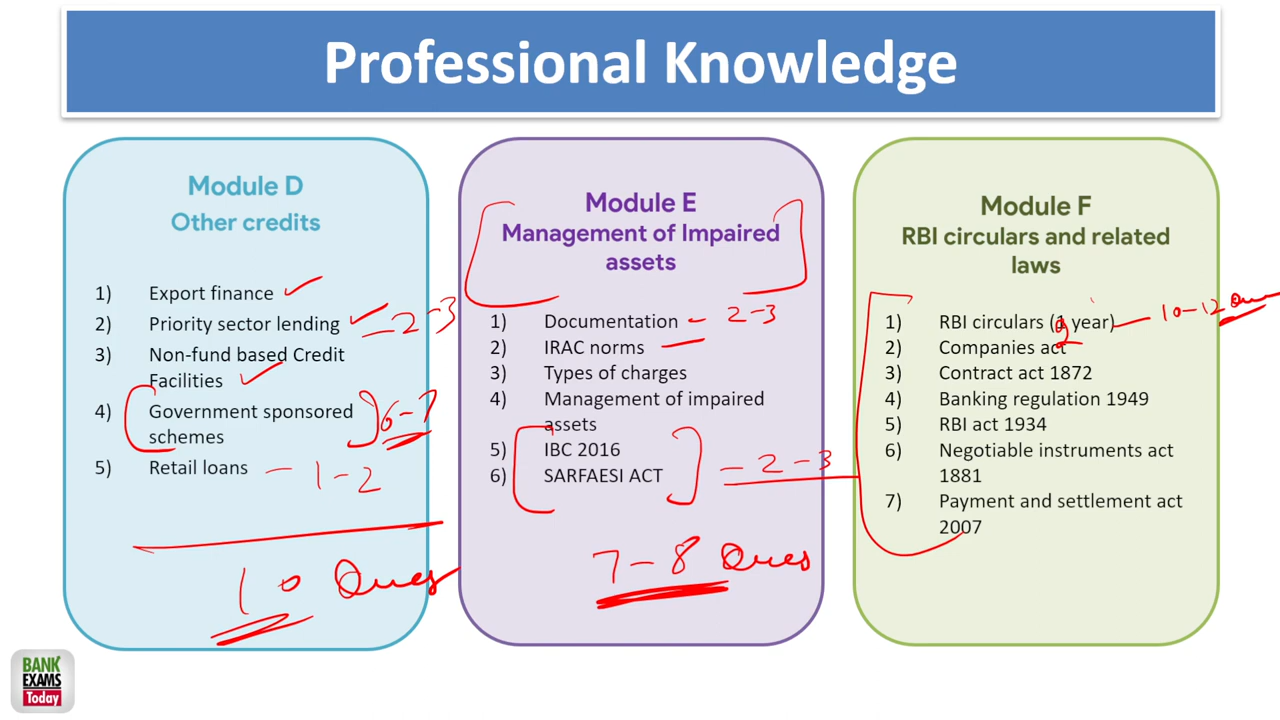 Professional Knowledge
Module D
Other credits
1) Export finance
2) Priority sector lending
2-3
3) Non-fund based Credit
Facilities
4) Government sponsored
schemes
6-7
5) Retail loans
1-2
10 Ques
Module E
Management of Impaired
assets
1) Documentation
2-3
2) IRAC norms
3) Types of charges
4) Management of impaired
assets
5) IBC 2016
6) SARFAESI ACT
2-3
7-8 Ques
Module F
RBI circulars and related
laws
1) RBI circulars (1 year)
10-12 Ques
2) Companies act
3) Contract act 1872
4) Banking regulation 1949
5) RBI act 1934
6) Negotiable instruments act
1881
7) Payment and settlement act
2007
BANK
EXAMS
Today